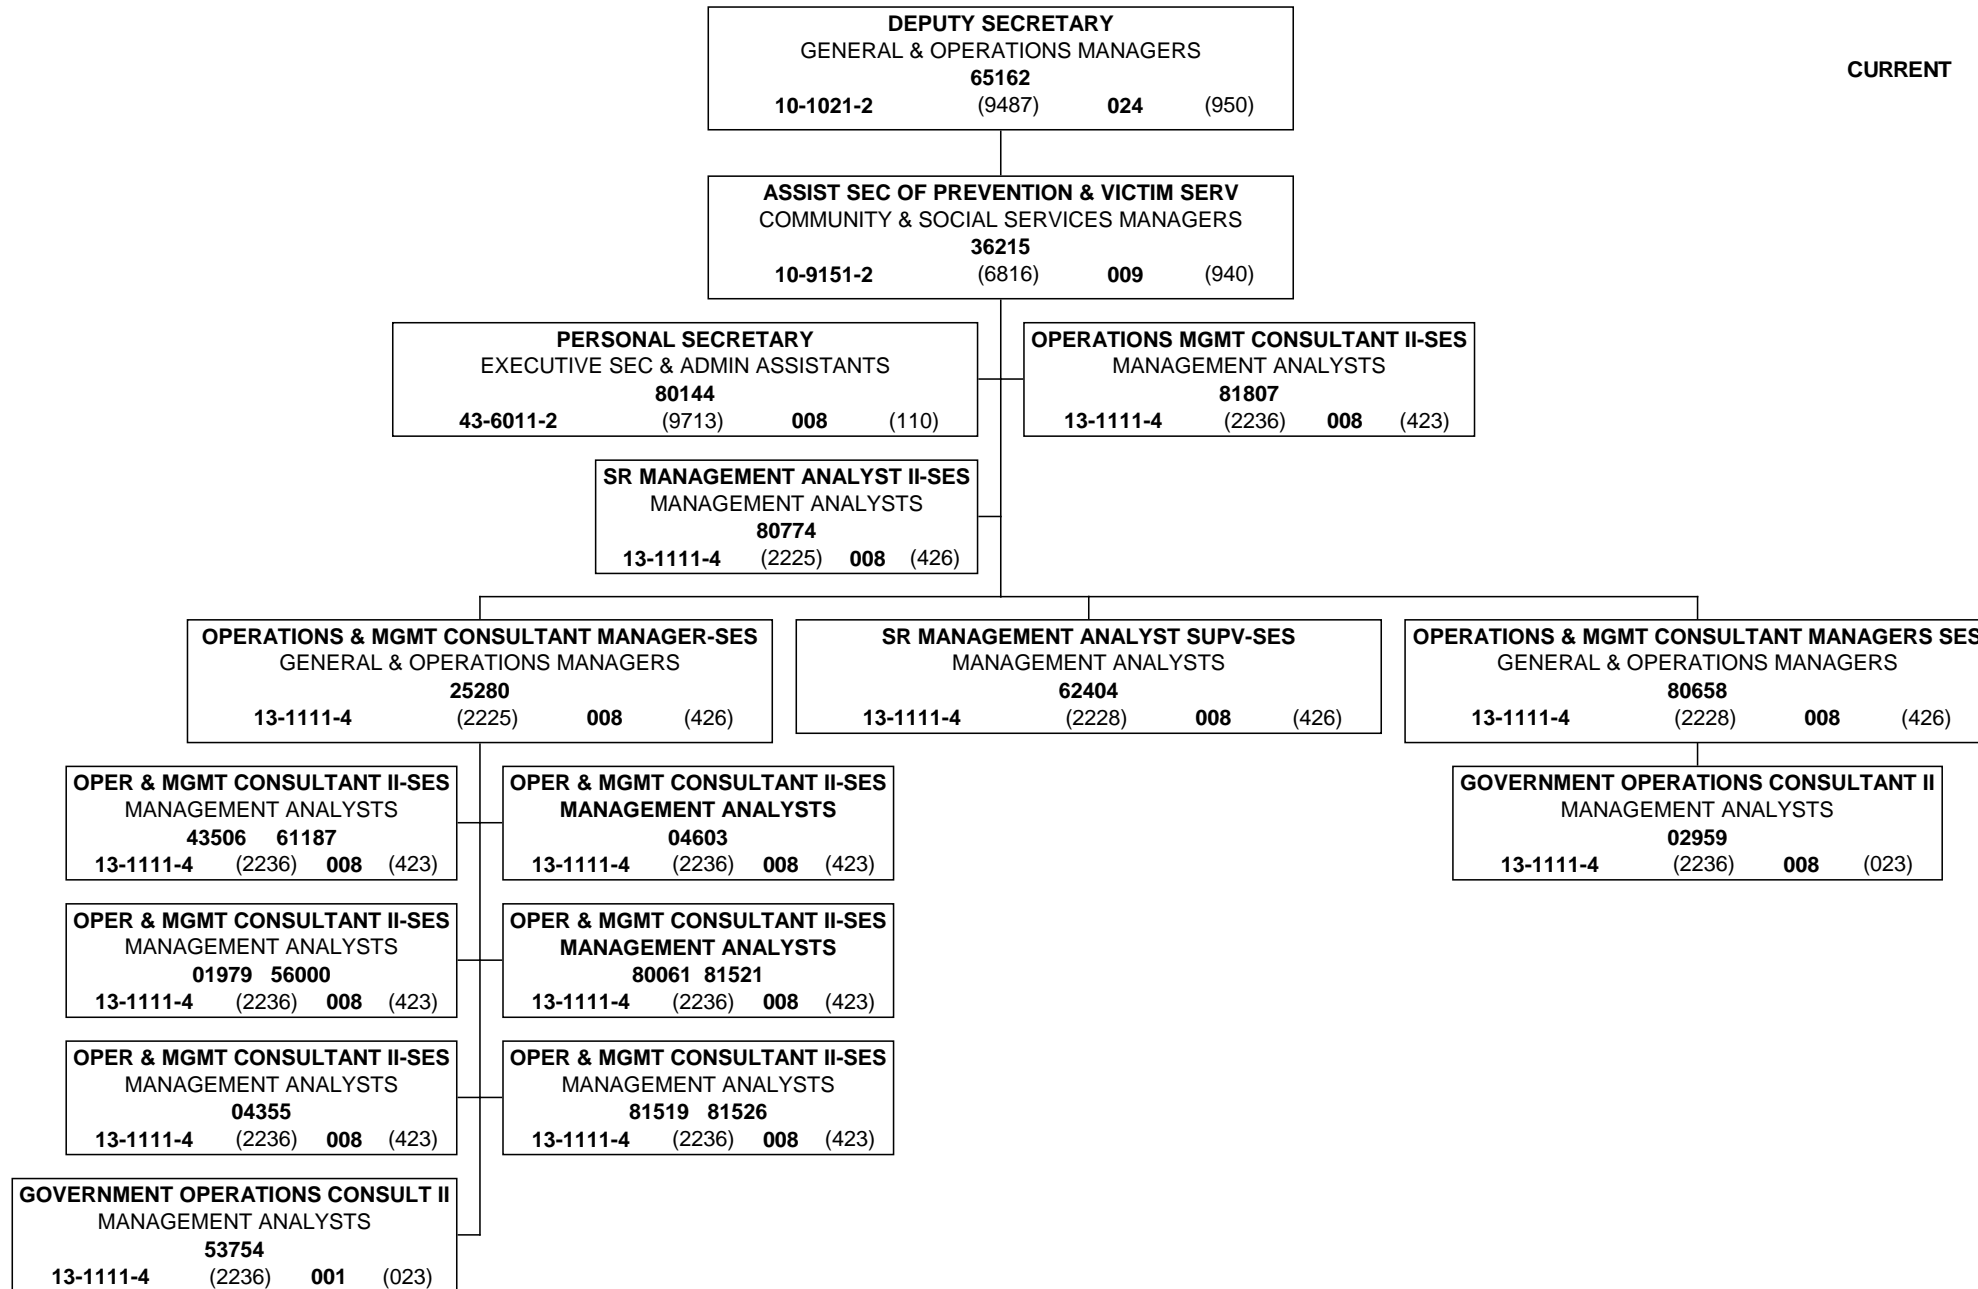 DEPUTY SECRETARY
GENERAL & OPERATIONS MANAGERS
65162
10-1021-2 (9487) 024 (950)
CURRENT
ASSIST SEC OF PREVENTION & VICTIM SERV
COMMUNITY & SOCIAL SERVICES MANAGERS
36215
10-9151-2 (6816) 009 (940)
PERSONAL SECRETARY
EXECUTIVE SEC & ADMIN ASSISTANTS
80144
43-6011-2 (9713) 008 (110)
OPERATIONS MGMT CONSULTANT II-SES
MANAGEMENT ANALYSTS
81807
13-1111-4 (2236) 008 (423)
SR MANAGEMENT ANALYST II-SES
MANAGEMENT ANALYSTS
80774
13-1111-4 (2225) 008 (426)
OPERATIONS & MGMT CONSULTANT MANAGER-SES
GENERAL & OPERATIONS MANAGERS
25280
13-1111-4 (2225) 008 (426)
SR MANAGEMENT ANALYST SUPV-SES
MANAGEMENT ANALYSTS
62404
13-1111-4 (2228) 008 (426)
OPERATIONS & MGMT CONSULTANT MANAGERS SES
GENERAL & OPERATIONS MANAGERS
80658
13-1111-4 (2228) 008 (426)
OPER & MGMT CONSULTANT II-SES
MANAGEMENT ANALYSTS
43506 61187
13-1111-4 (2236) 008 (423)
OPER & MGMT CONSULTANT II-SES
MANAGEMENT ANALYSTS
04603
13-1111-4 (2236) 008 (423)
GOVERNMENT OPERATIONS CONSULTANT II
MANAGEMENT ANALYSTS
02959
13-1111-4 (2236) 008 (023)
OPER & MGMT CONSULTANT II-SES
MANAGEMENT ANALYSTS
01979 56000
13-1111-4 (2236) 008 (423)
OPER & MGMT CONSULTANT II-SES
MANAGEMENT ANALYSTS
80061 81521
13-1111-4 (2236) 008 (423)
OPER & MGMT CONSULTANT II-SES
MANAGEMENT ANALYSTS
04355
13-1111-4 (2236) 008 (423)
OPER & MGMT CONSULTANT II-SES
MANAGEMENT ANALYSTS
81519 81526
13-1111-4 (2236) 008 (423)
GOVERNMENT OPERATIONS CONSULT II
MANAGEMENT ANALYSTS
53754
13-1111-4 (2236) 001 (023)